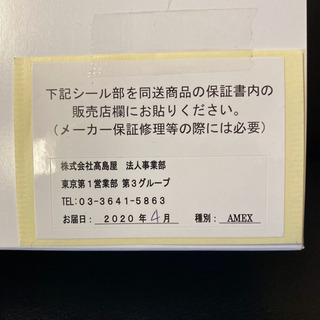 下記シール部を同送商品の保証書内の
販売店欄にお貼りください。
(メーカー保証修理等の際には必要)
株式会社髙島屋 法人事業部
東京第1営業部 第3グループ
TEL:03-3641-5863
お届日: 2020年4月 種別: AMEX